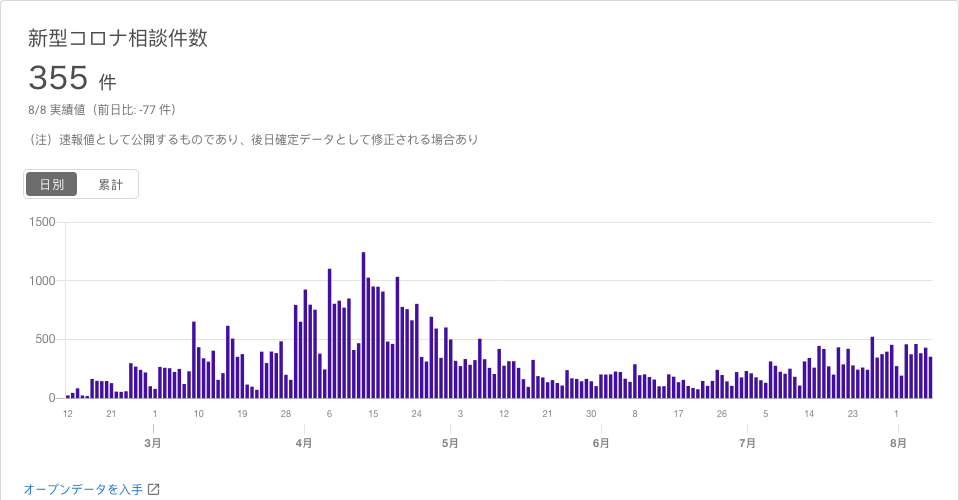 新型コロナ相談件数
355 件
8/8 実績値（前日比: -77 件）
（注）速報値として公開するものであり、後日確定データとして修正される場合あり
日別 累計
1500
1000
500
0
12 21 1 10 19 28 6 15 24 3 12 21 30 8 17 26 5 14 23 1
3月 4月 5月 6月 7月 8月
オープンデータを入手